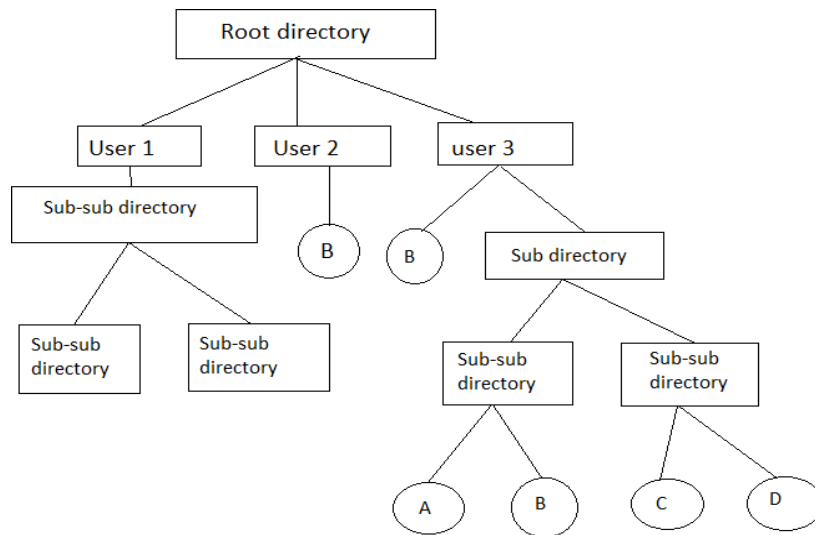 Root directory
User 1
User 2
user 3
Sub-sub directory
B
B
Sub directory
Sub-sub
directory
Sub-sub
directory
Sub-sub
directory
Sub-sub
directory
A
B
C
D